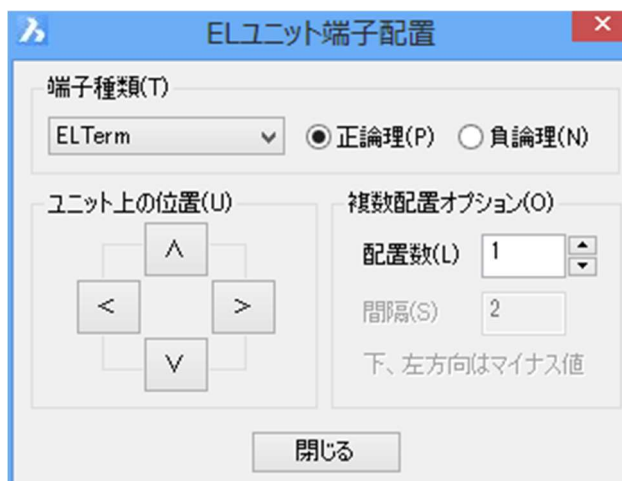 ELユニット端子配置
端子種類(T)
ELTerm
正論理(P)
負論理(N)
ユニット上の位置(U)
複数配置オプション(O)
配置数(L)
1
間隔(S)
2
下、左方向はマイナス値
閉じる